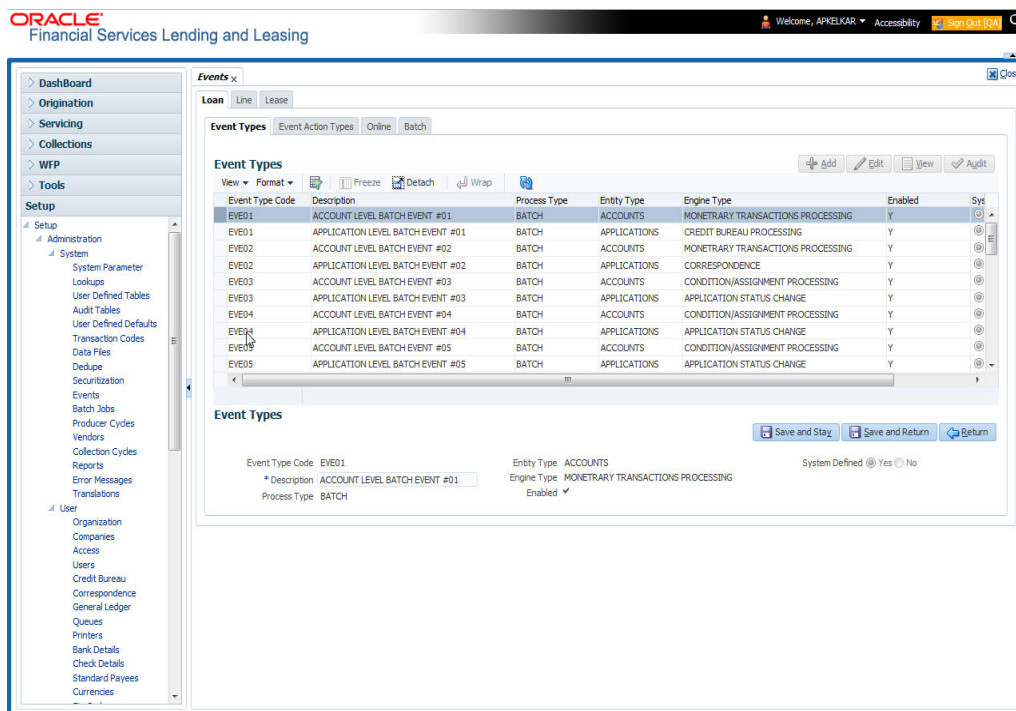 ORACLE
Financial Services Lending and Leasing
Welcome, APKELKAR
Accessibility
Sign Out [QA]
DashBoard
Origination
Servicing
Collections
WFP
Tools
Setup
Setup
Administration
System
System Parameter
Lookups
User Defined Tables
Audit Tables
User Defined Defaults
Transaction Codes
Data Files
Dedupe
Securitization
Events
Batch Jobs
Producer Cycles
Vendors
Collection Cycles
Reports
Error Messages
Translations
User
Organization
Companies
Access
Users
Credit Bureau
Correspondence
General Ledger
Queues
Printers
Bank Details
Check Details
Standard Payees
Currencies
Events x
Clos
Loan Line Lease
Event Types Event Action Types Online Batch
Event Types
Add Edit View Audit
View Format Freeze Detach Wrap
Event Type Code Description Process Type Entity Type Engine Type Enabled Sys
EVE01 ACCOUNT LEVEL BATCH EVENT #01 BATCH ACCOUNTS MONETRARY TRANSACTIONS PROCESSING Y
EVE01 APPLICATION LEVEL BATCH EVENT #01 BATCH APPLICATIONS CREDIT BUREAU PROCESSING Y
EVE02 ACCOUNT LEVEL BATCH EVENT #02 BATCH ACCOUNTS MONETRARY TRANSACTIONS PROCESSING Y
EVE02 APPLICATION LEVEL BATCH EVENT #02 BATCH APPLICATIONS CORRESPONDENCE Y
EVE03 ACCOUNT LEVEL BATCH EVENT #03 BATCH ACCOUNTS CONDITION/ASSIGNMENT PROCESSING Y
EVE03 APPLICATION LEVEL BATCH EVENT #03 BATCH APPLICATIONS APPLICATION STATUS CHANGE Y
EVE04 ACCOUNT LEVEL BATCH EVENT #04 BATCH ACCOUNTS CONDITION/ASSIGNMENT PROCESSING Y
EVE04 APPLICATION LEVEL BATCH EVENT #04 BATCH APPLICATIONS APPLICATION STATUS CHANGE Y
EVE05 ACCOUNT LEVEL BATCH EVENT #05 BATCH ACCOUNTS CONDITION/ASSIGNMENT PROCESSING Y
EVE05 APPLICATION LEVEL BATCH EVENT #05 BATCH APPLICATIONS APPLICATION STATUS CHANGE Y
Event Types
Save and Stay Save and Return Return
Event Type Code EVE01 Entity Type ACCOUNTS System Defined Yes No
* Description ACCOUNT LEVEL BATCH EVENT #01 Engine Type MONETRARY TRANSACTIONS PROCESSING
Process Type BATCH Enabled